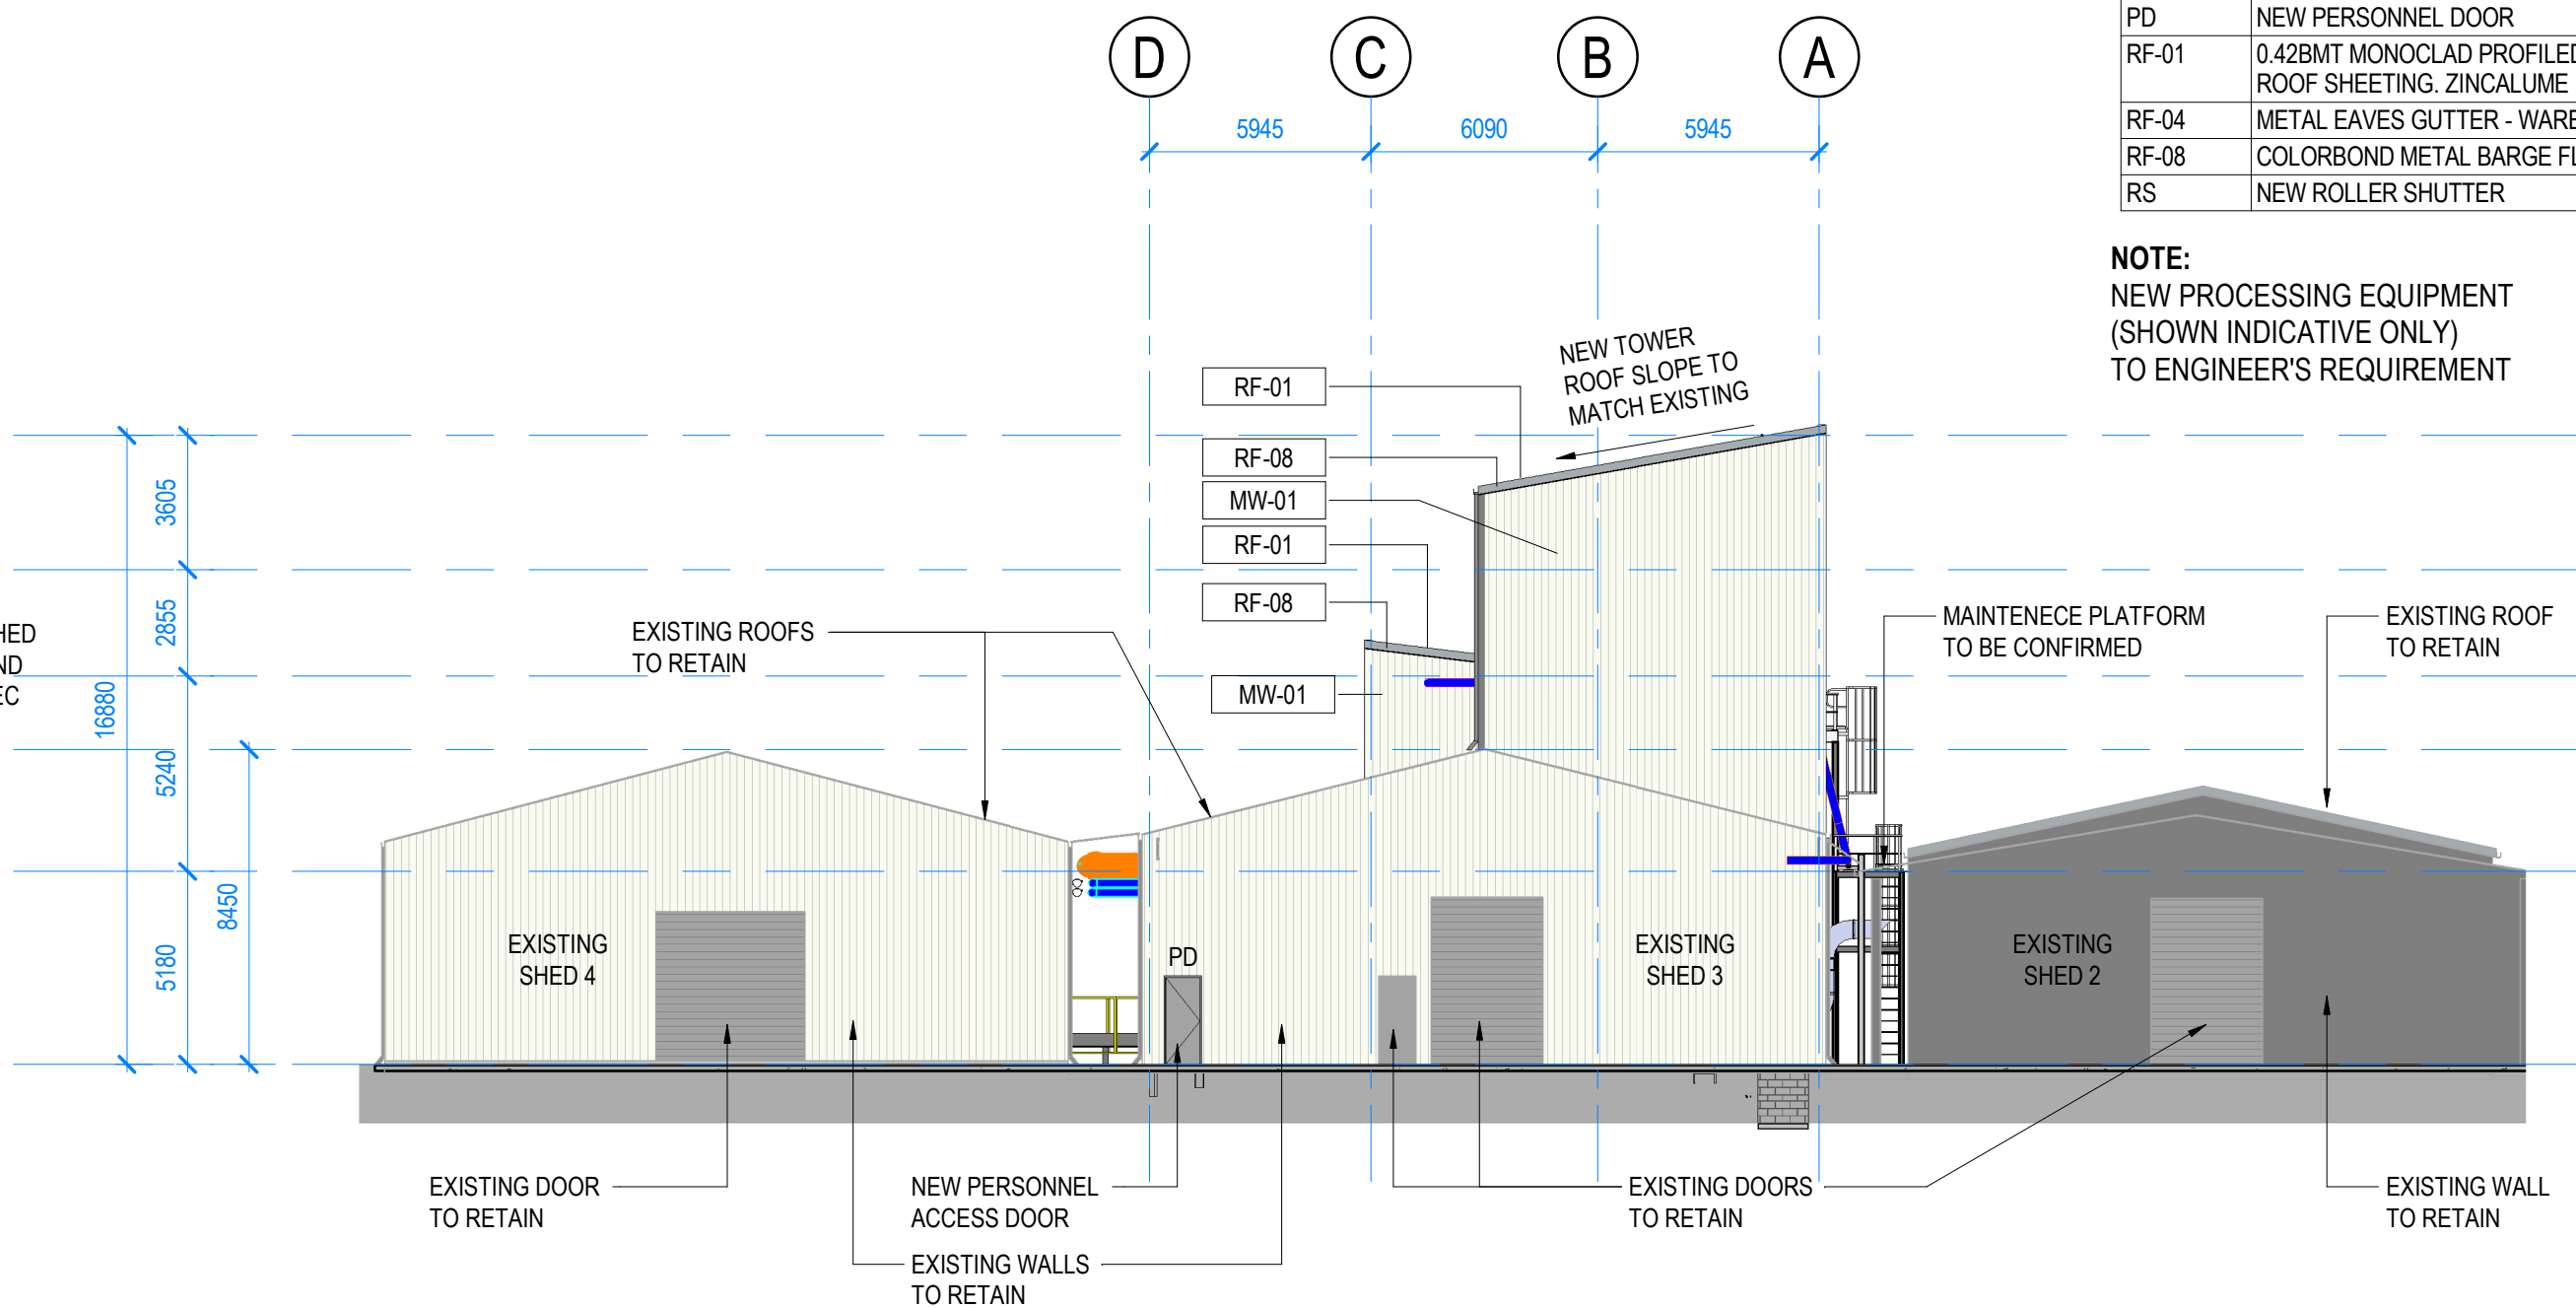 D
C
B
A
5945
6090
5945
PD NEW PERSONNEL DOOR
RF-01 0.42BMT MONOCLAD PROFILED
ROOF SHEETING. ZINCALUME
RF-04 METAL EAVES GUTTER -
RF-08 COLORBOND METAL BARGE
RS NEW ROLLER SHUTTER
NOTE:
NEW PROCESSING EQUIPMENT
(SHOWN INDICATIVE ONLY)
TO ENGINEER'S REQUIREMENT
NEW TOWER
ROOF SLOPE TO
MATCH EXISTING
RF-01
RF-08
MW-01
RF-01
RF-08
MW-01
3605
2855
5240
5180
16880
8450
EXISTING ROOFS
TO RETAIN
MAINTENECE PLATFORM
TO BE CONFIRMED
EXISTING ROOF
TO RETAIN
EXISTING
SHED 4
PD
EXISTING
SHED 3
EXISTING
SHED 2
EXISTING DOOR
TO RETAIN
NEW PERSONNEL
ACCESS DOOR
EXISTING WALLS
TO RETAIN
EXISTING DOORS
TO RETAIN
EXISTING WALL
TO RETAIN